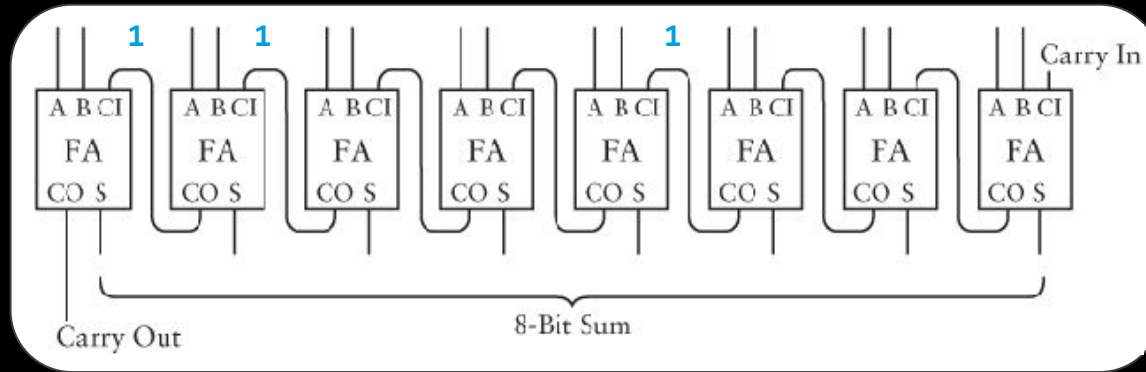 1 1 1
Carry In
A B CI A B CI A B CI A B CI A B CI A B CI A B CI A B CI
FA FA FA FA FA FA FA FA
CO S CO S CO S CO S CO S CO S CO S CO S
8-Bit Sum
Carry Out